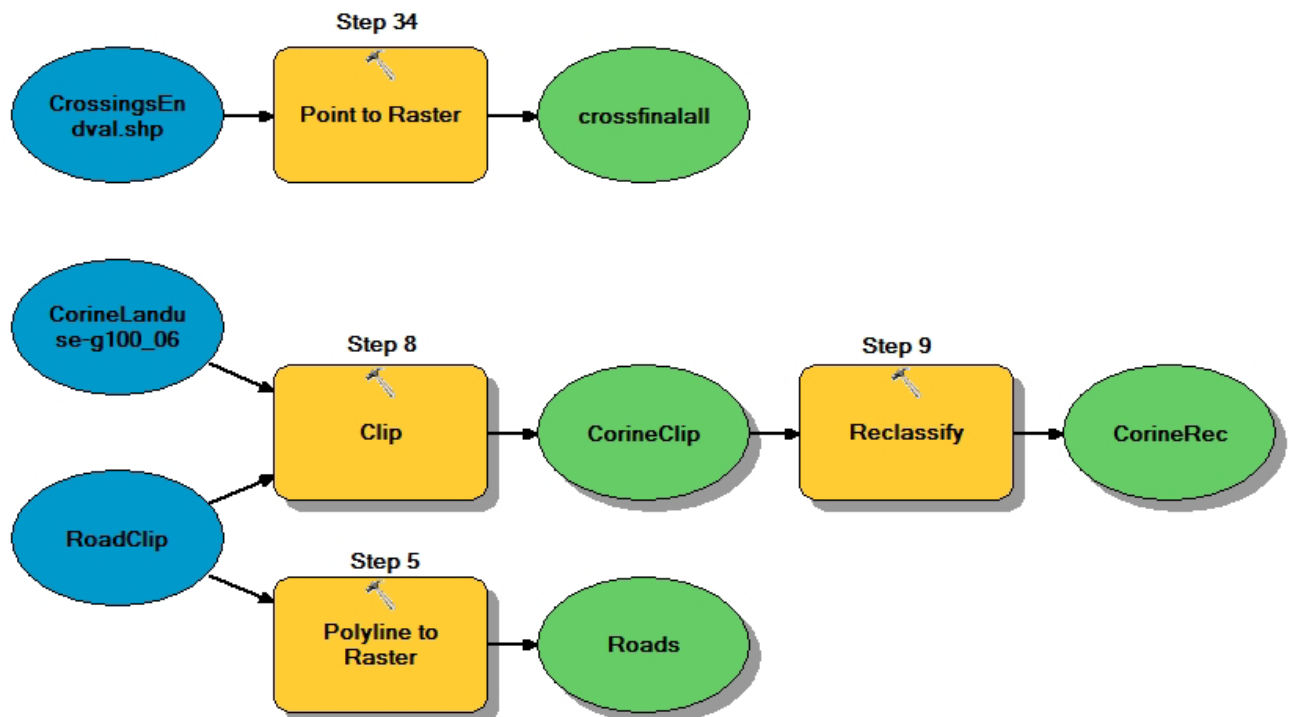 Step 34
CrossingsEn
dval.shp
Point to Raster
crossfinalall
CorineLandu
se-g100_06
Step 8
Clip
CorineClip
Step 9
Reclassify
CorineRec
RoadClip
Step 5
Polyline to
Raster
Roads